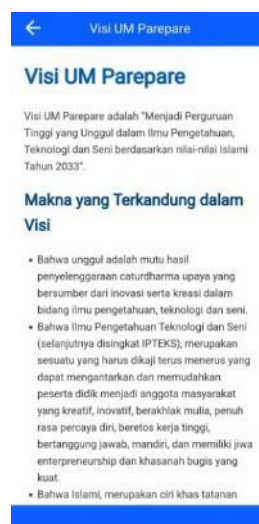 Visi UM Parepare
Visi UM Parepare
Visi UM Parepare adalah "Menjadi Perguruan
Tinggi yang Unggul dalam Ilmu Pengetahuan,
Teknologi dan Seni berdasarkan nilai-nilai Islami
Tahun 2033".
Makna yang Terkandung dalam
Visi
• Bahwa unggul adalah mutu hasil
penyelenggaraan caturdharma upaya yang
bersumber dari inovasi serta kreasi dalam
bidang ilmu pengetahuan, teknologi dan seni.
• Bahwa Ilmu Pengetahuan Teknologi dan Seni
(selanjutnya disingkat IPTEKS), merupakan
sesuatu yang harus dikaji terus menerus yang
dapat mengantarkan dan memudahkan
peserta didik menjadi anggota masyarakat
yang kreatif, inovatif, berakhlak mulia, penuh
rasa percaya diri, beretos kerja tinggi,
bertanggung jawab, mandiri, dan memiliki jiwa
enterpreneurship dan khasanah bugis yang
kuat.
• Bahwa Islami, merupakan ciri khas tatanan